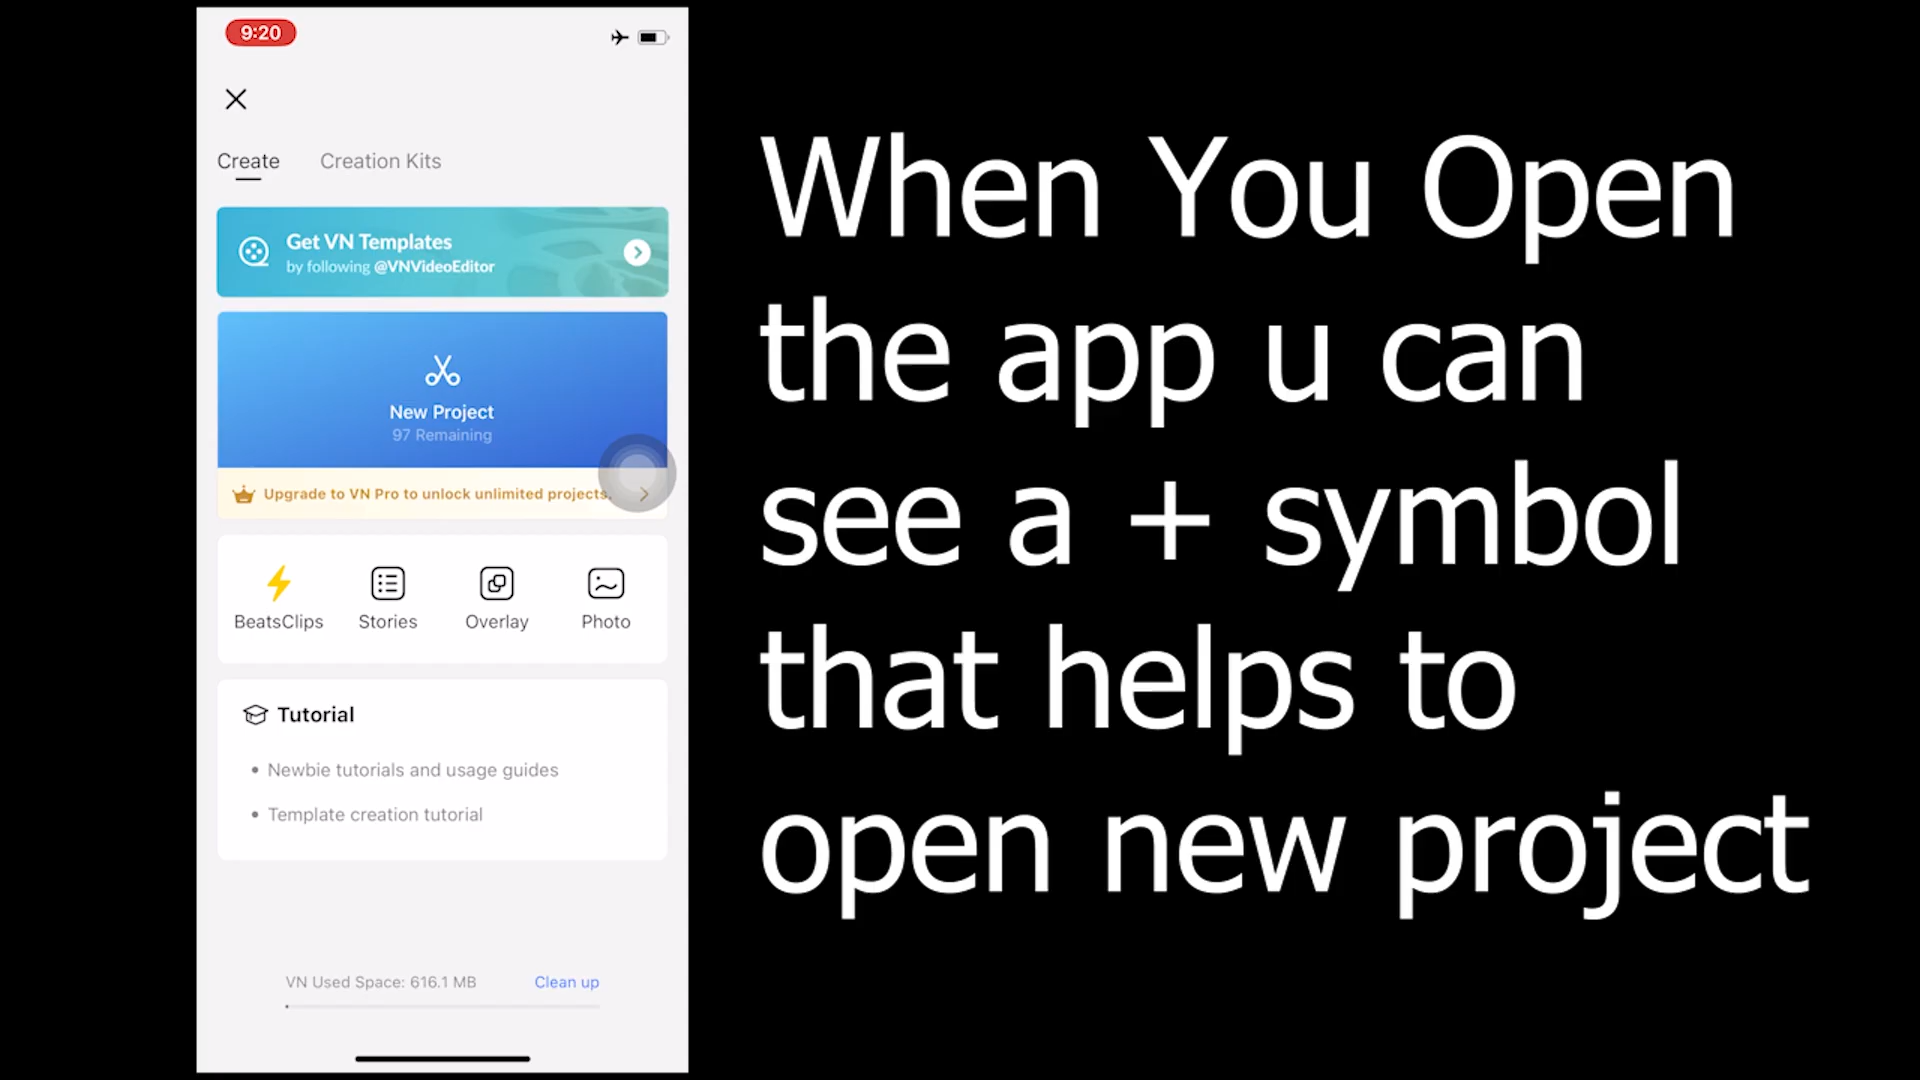 9:20
Create
Creation Kits
Get VN Templates
by following @VNVideoEditor
New Project
97 Remaining
Upgrade to VN Pro to unlock unlimited projects.
BeatsClips
Stories
Overlay
Photo
Tutorial
• Newbie tutorials and usage guides
• Template creation tutorial
VN Used Space: 616.1 MB
Clean up
When You Open
the app u can
see a + symbol
that helps to
open new project